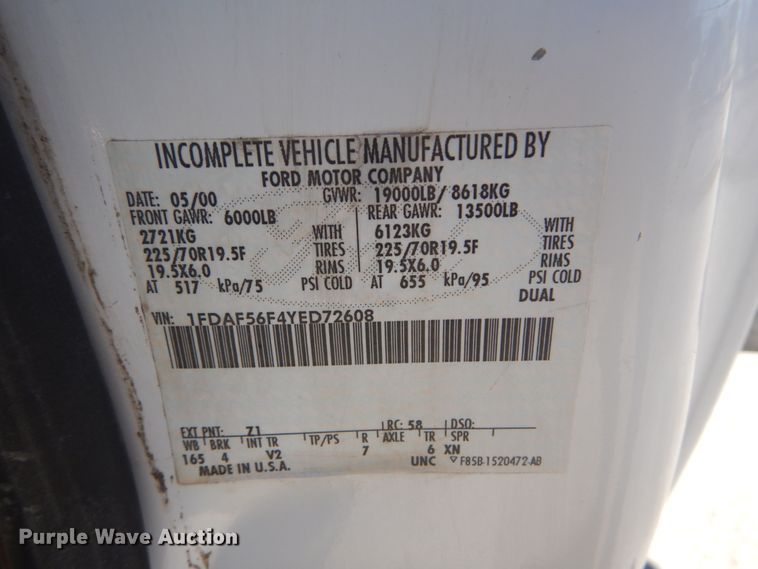 INCOMPLETE VEHICLE MANUFACTURED BY
FORD MOTOR COMPANY
DATE: 05/00 GVWR: 19000LB/ 8618KG
FRONT GAWR: 6000LB REAR GAWR: 13500LB
2721KG WITH 6123KG WITH
225/70R19.5F TIRES 225/70R19.5F TIRES
19.5X6.0 RIMS 19.5X6.0 RIMS
AT 517 kPa/75 PSI COLD AT 655 kPa/95 PSI COLD
DUAL
VIN: 1FDAF56F4YED72608
EXT PNT: Z1 RC: 58 DSO:
WB BRK INT TR TP/PS R AXLE TR SPR
165 4 V2 7 6 XN
MADE IN U.S.A. UNC F85B-1520472-AB
Purple Wave Auction